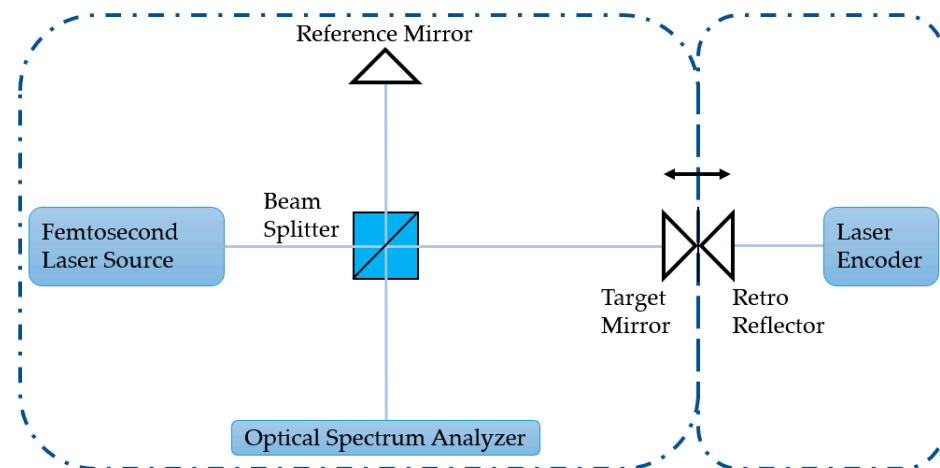 Reference Mirror
Beam
Splitter
Femtosecond
Laser Source
Laser
Encoder
Target
Mirror
Retro
Reflector
Optical Spectrum Analyzer